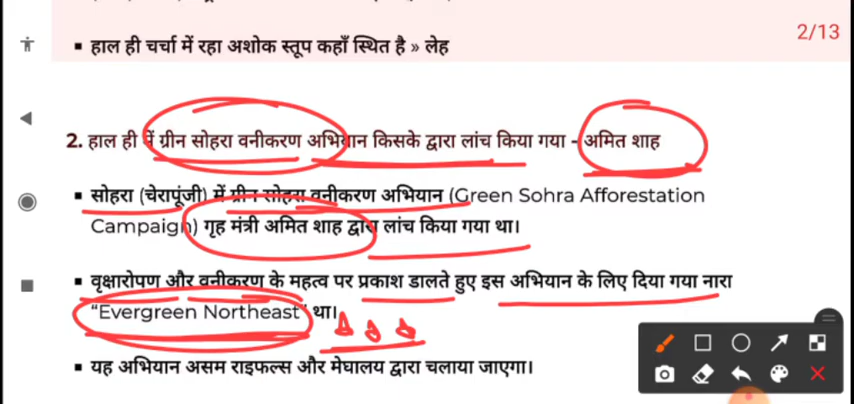 2/13
▪ हाल ही चर्चा में रहा अशोक स्तूप कहाँ स्थित है » लेह
2. हाल ही में ग्रीन सोहरा वनीकरण अभियान किसके द्वारा लांच किया गया - अमित शाह
▪ सोहरा (चेरापूंजी) में ग्रीन सोहरा वनीकरण अभियान (Green Sohra Afforestation
Campaign) गृह मंत्री अमित शाह द्वारा लांच किया गया था।
▪ वृक्षारोपण और वनीकरण के महत्व पर प्रकाश डालते हुए इस अभियान के लिए दिया गया नारा
“Evergreen Northeast” था।
▪ यह अभियान असम राइफल्स और मेघालय द्वारा चलाया जाएगा।